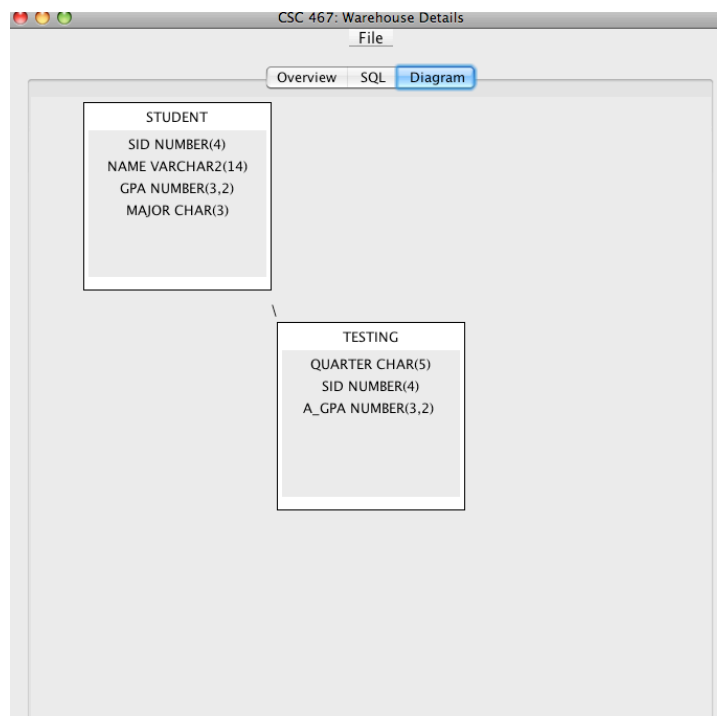 CSC 467: Warehouse Details
File
Overview SQL Diagram
STUDENT
SID NUMBER(4)
NAME VARCHAR2(14)
GPA NUMBER(3,2)
MAJOR CHAR(3)
\
TESTING
QUARTER CHAR(5)
SID NUMBER(4)
A_GPA NUMBER(3,2)